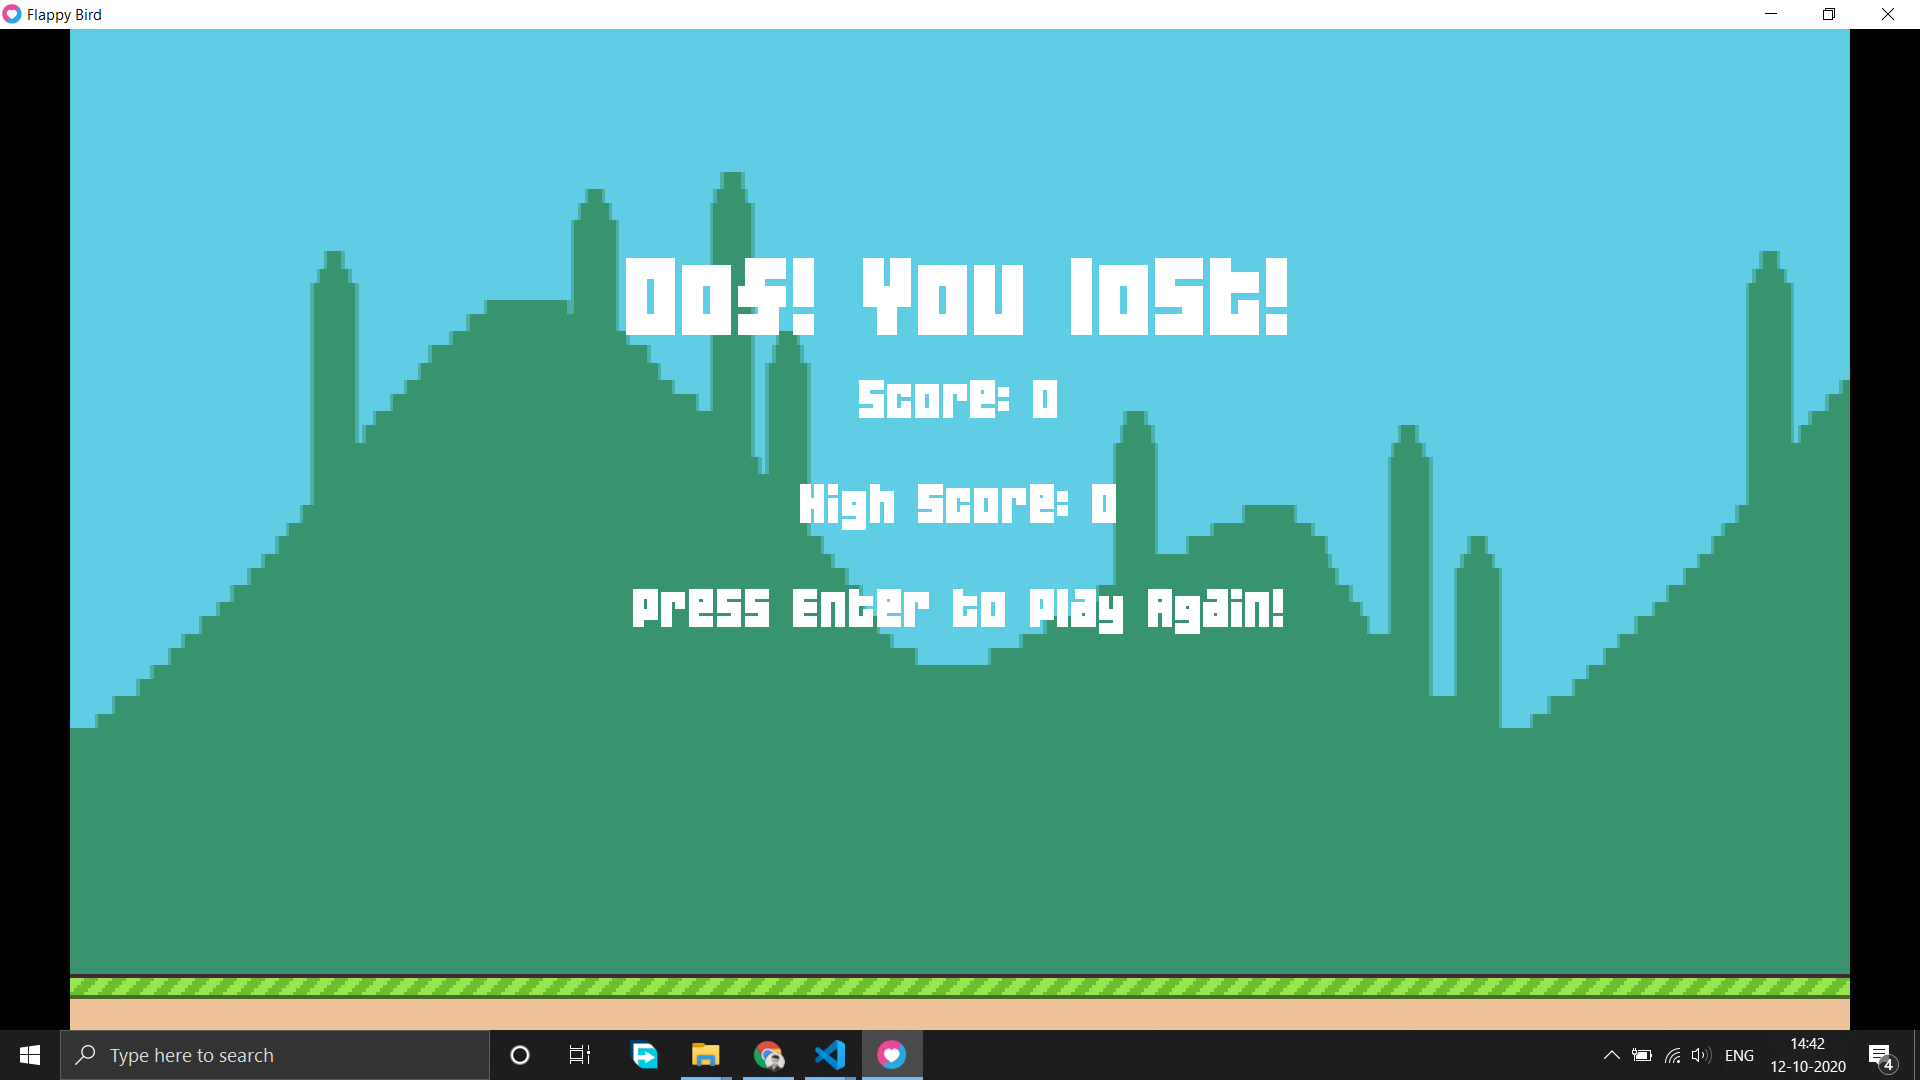 Flappy Bird
Oof! You lost!
Score: 0
High Score: 0
Press Enter to Play Again!
Type here to search
ENG
14:42
12-10-2020
4